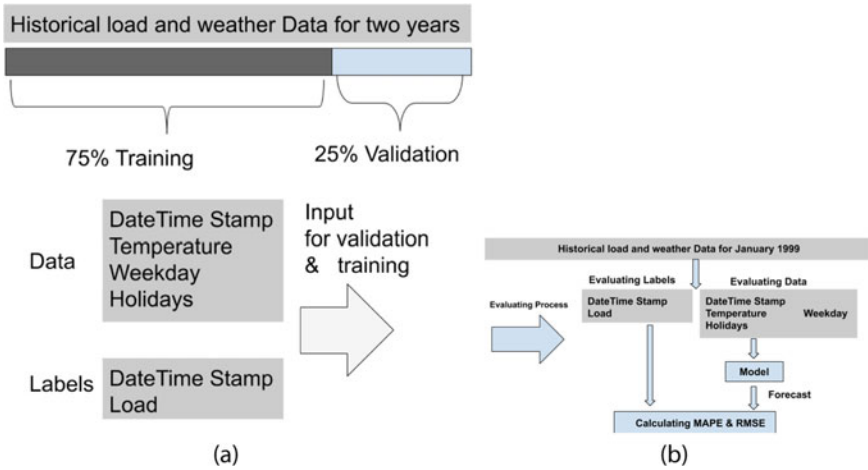 Historical load and weather Data for two years
75% Training
25% Validation
Data
DateTime Stamp
Temperature
Weekday
Holidays
Input
for validation
& training
Labels
DateTime Stamp
Load
(a)
Historical load and weather Data for January 1999
Evaluating Labels
Evaluating Data
Evaluating Process
DateTime Stamp
Load
DateTime Stamp
Temperature Weekday
Holidays
Model
Forecast
Calculating MAPE & RMSE
(b)